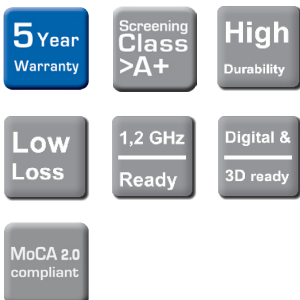 5 Year
Warranty
Screening
Class
>A+
High
Durability
Low
Loss
1,2 GHz
Ready
Digital &
3D ready
MoCA 2.0
compliant